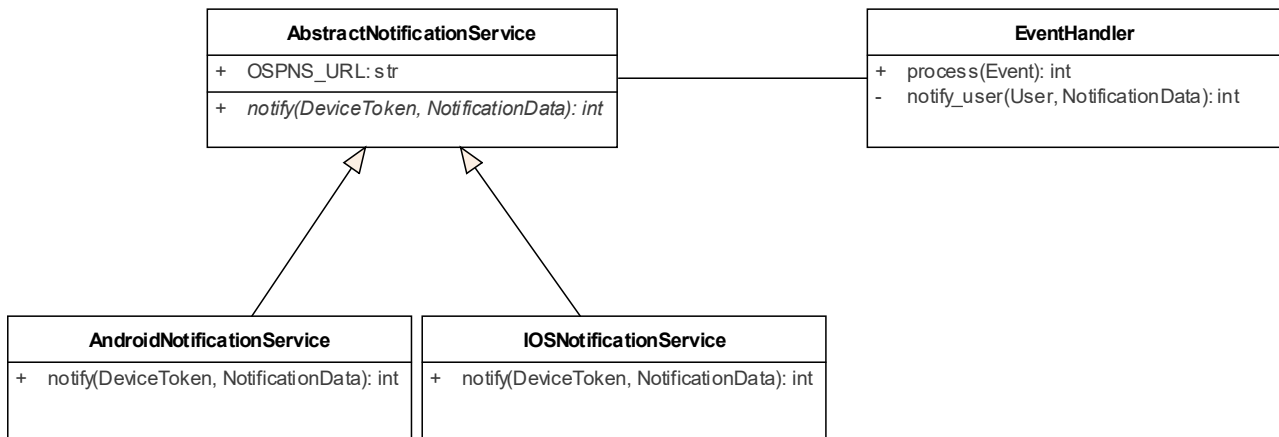 AbstractNotificationService
+ OSPNS_URL: str
+ notify(DeviceToken, NotificationData): int
EventHandler
+ process(Event): int
- notify_user(User, NotificationData): int
AndroidNotificationService
+ notify(DeviceToken, NotificationData): int
IOSNotificationService
+ notify(DeviceToken, NotificationData): int